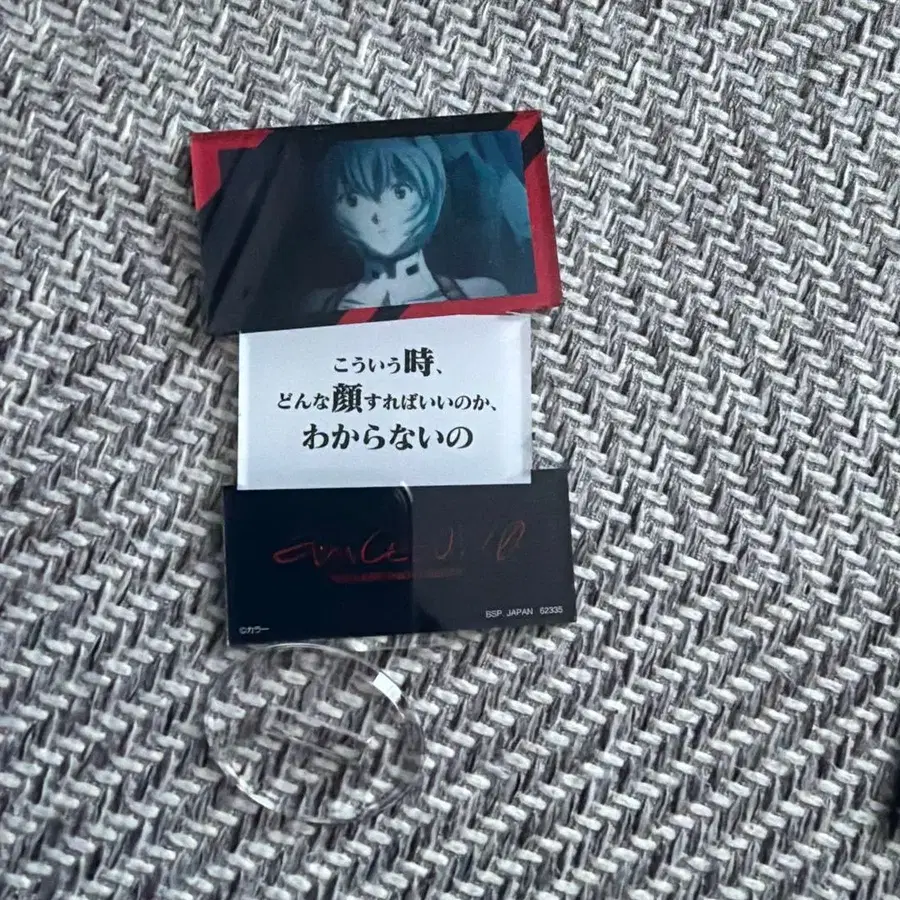 こういう時、
どんな顔すればいいのか、
わからないの
BSP, JAPAN 62335
©カラー